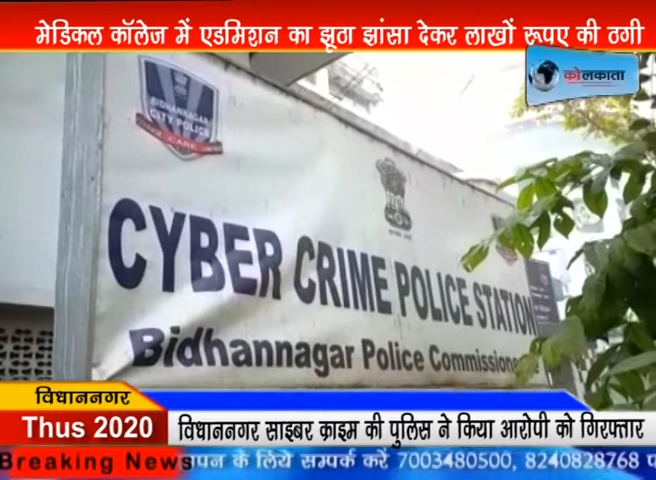 मेडिकल कॉलेज में एडमिशन का झूठा झांसा देकर लाखों रूपए की ठगी
कोलकाता
BIDHANNAGAR
CITY POLICE
CYBER CRIME POLICE STATION
Bidhannagar Police Commissione
विधाननगर
Thus 2020
विधाननगर साइबर क्राइम की पुलिस ने किया आरोपी को गिरफ्तार
Breaking News
ापन के लिये सम्पर्क करें 7003480500, 8240828768 प